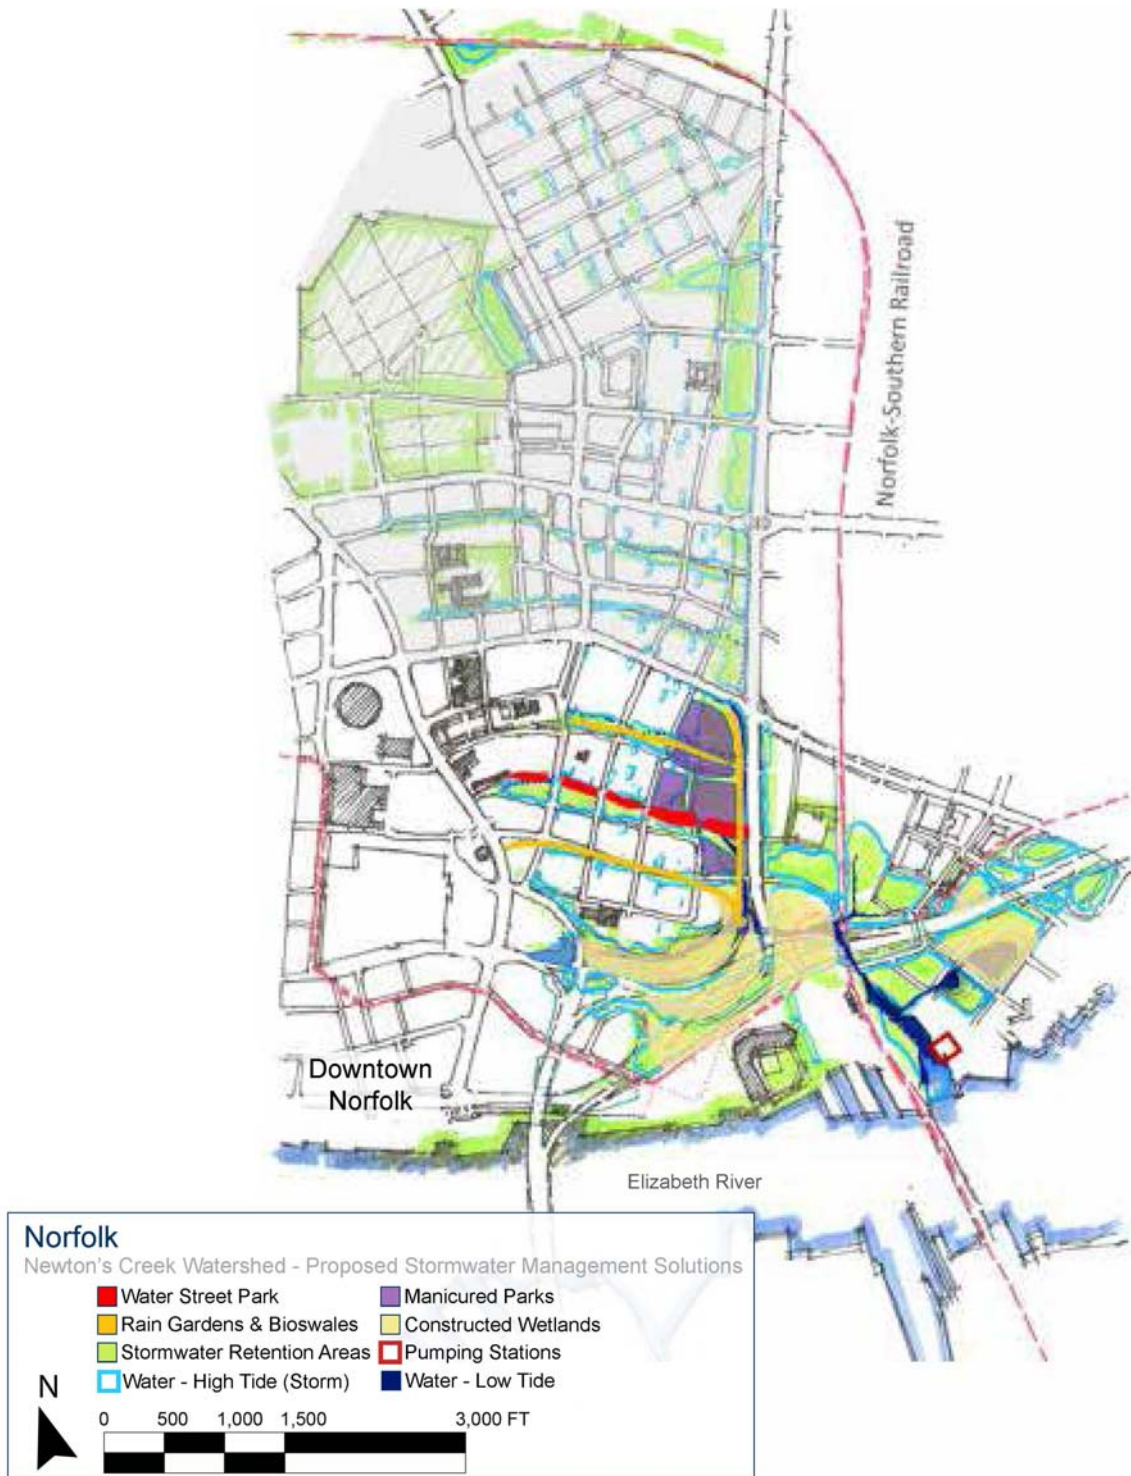 Norfolk-Southern Railroad
Downtown
Norfolk
Elizabeth River
Norfolk
Newton's Creek Watershed - Proposed Stormwater Management Solutions
Water Street Park
Manicured Parks
Rain Gardens & Bioswales
Constructed Wetlands
Stormwater Retention Areas
Pumping Stations
Water - High Tide (Storm)
Water - Low Tide
N
0 500 1,000 1,500 3,000 FT